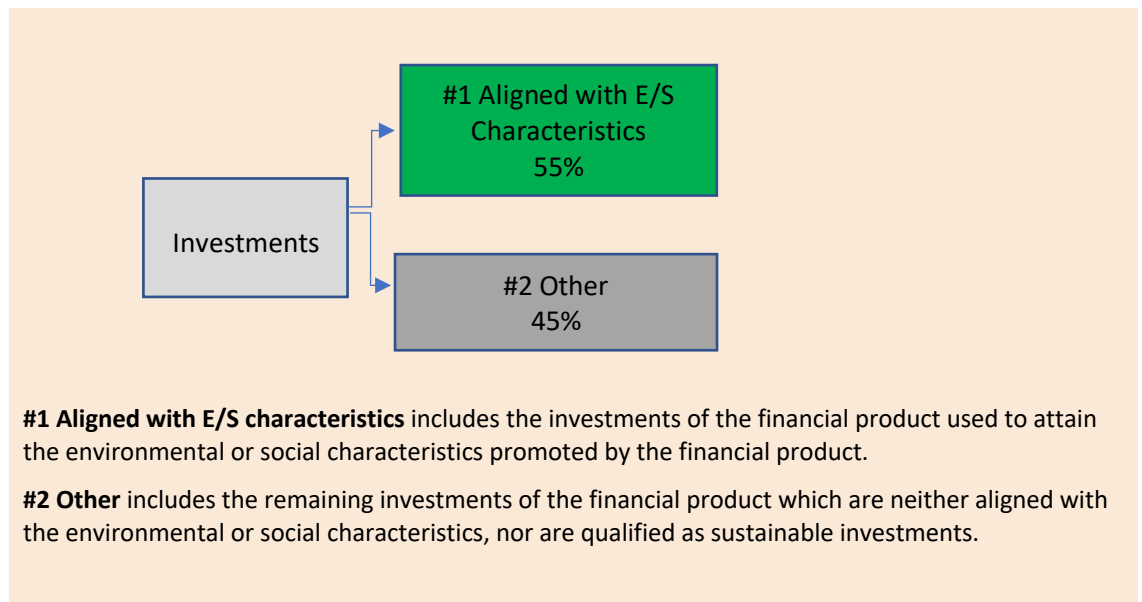 #1 Aligned with E/S
Characteristics
55%
Investments
#2 Other
45%
#1 Aligned with E/S characteristics includes the investments of the financial product used to attain
the environmental or social characteristics promoted by the financial product.
#2 Other includes the remaining investments of the financial product which are neither aligned with
the environmental or social characteristics, nor are qualified as sustainable investments.